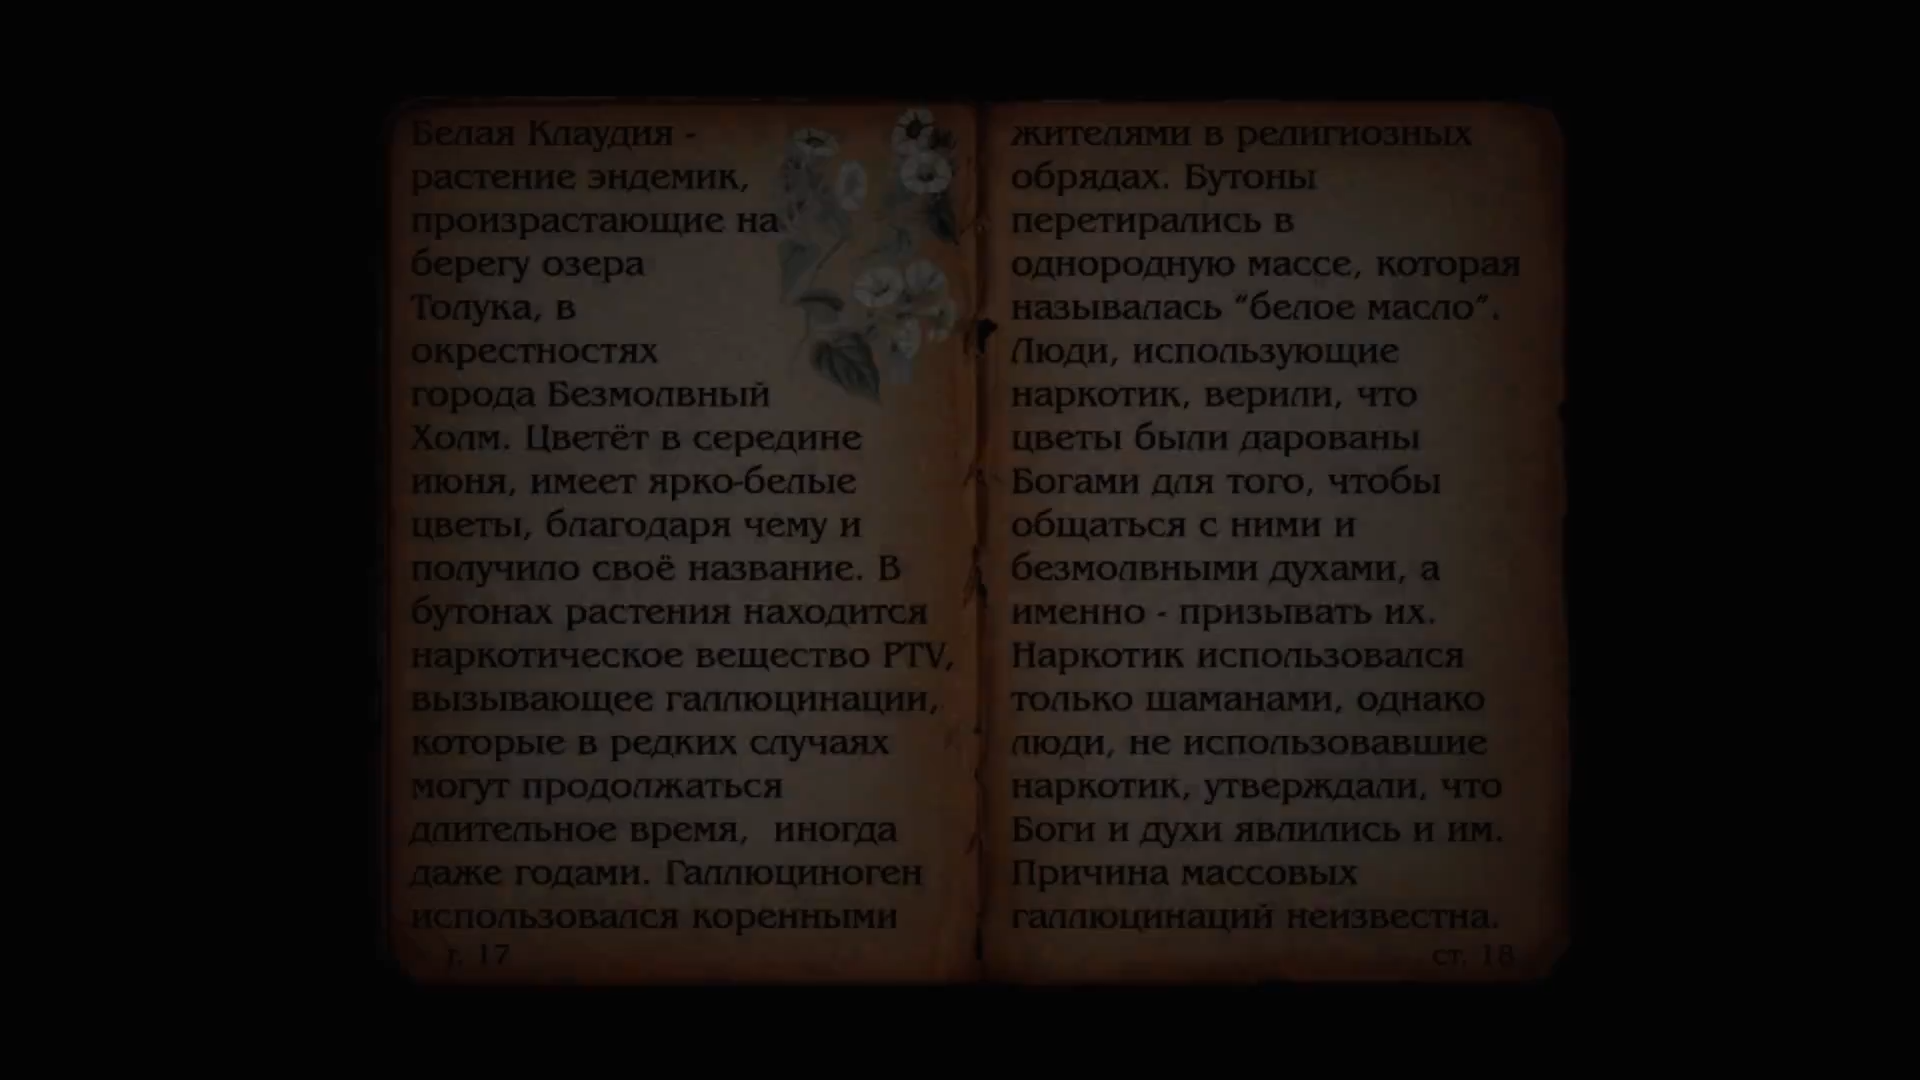 Белая Клаудия -
растение эндемик,
произрастающие на
берегу озера
Толука, в
окрестностях
города Безмолвный
Холм. Цветёт в середине
июня, имеет ярко-белые
цветы, благодаря чему и
получило своё название. В
бутонах растения находится
наркотическое вещество PTV,
вызывающее галлюцинации,
которые в редких случаях
могут продолжаться
длительное время, иногда
даже годами. Галлюциноген
использовался коренными
т. 17
жителями в религиозных
обрядах. Бутоны
перетирались в
однородную массе, которая
называлась “белое масло”.
Люди, использующие
наркотик, верили, что
цветы были дарованы
Богами для того, чтобы
общаться с ними и
безмолвными духами, а
именно - призывать их.
Наркотик использовался
только шаманами, однако
люди, не использовавшие
наркотик, утверждали, что
Боги и духи явлились и им.
Причина массовых
галлюцинаций неизвестна.
ст. 18